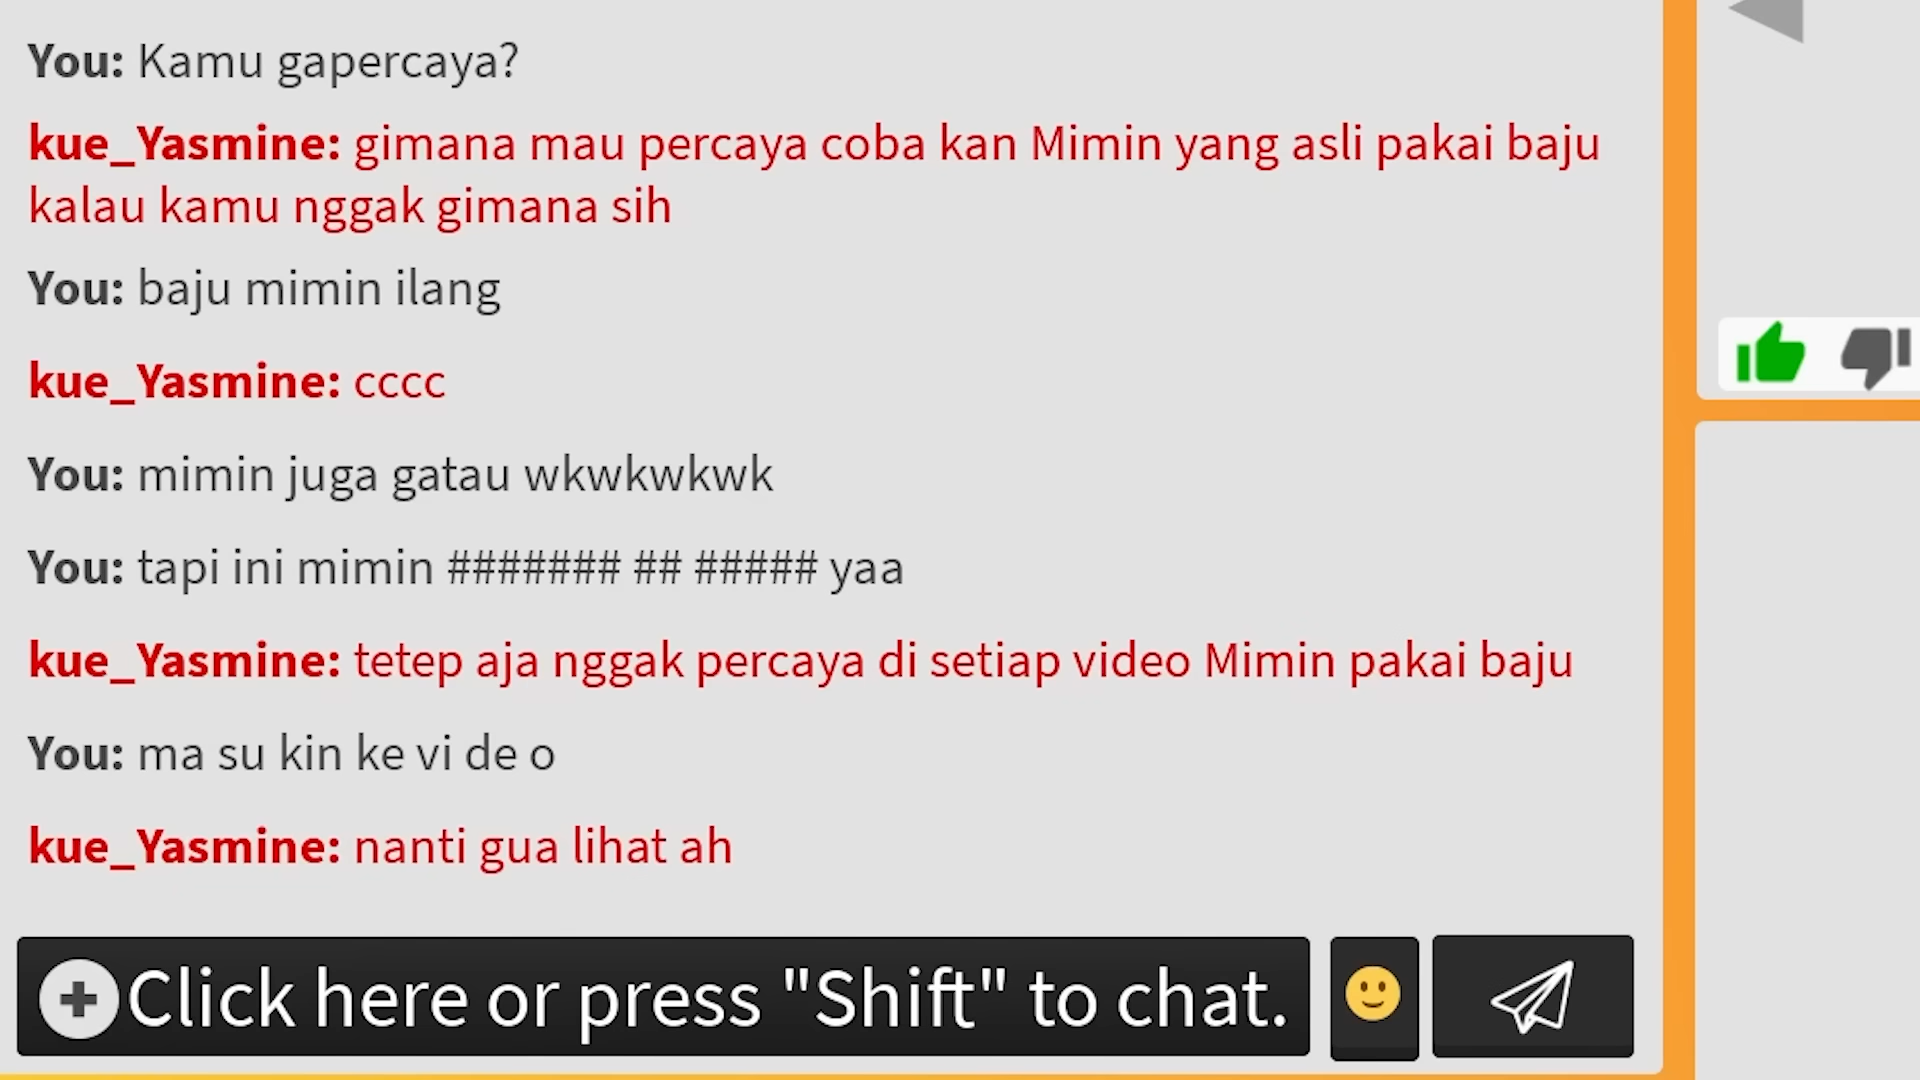 You: Kamu gapercaya?
kue_Yasmine: gimana mau percaya coba kan Mimin yang asli pakai baju
kalau kamu nggak gimana sih
You: baju mimin ilang
kue_Yasmine: cccc
You: mimin juga gatau wkwkwkwk
You: tapi ini mimin ####### ## ##### yaa
kue_Yasmine: tetep aja nggak percaya di setiap video Mimin pakai baju
You: ma su kin ke vi de o
kue_Yasmine: nanti gua lihat ah
Click here or press "Shift" to chat.